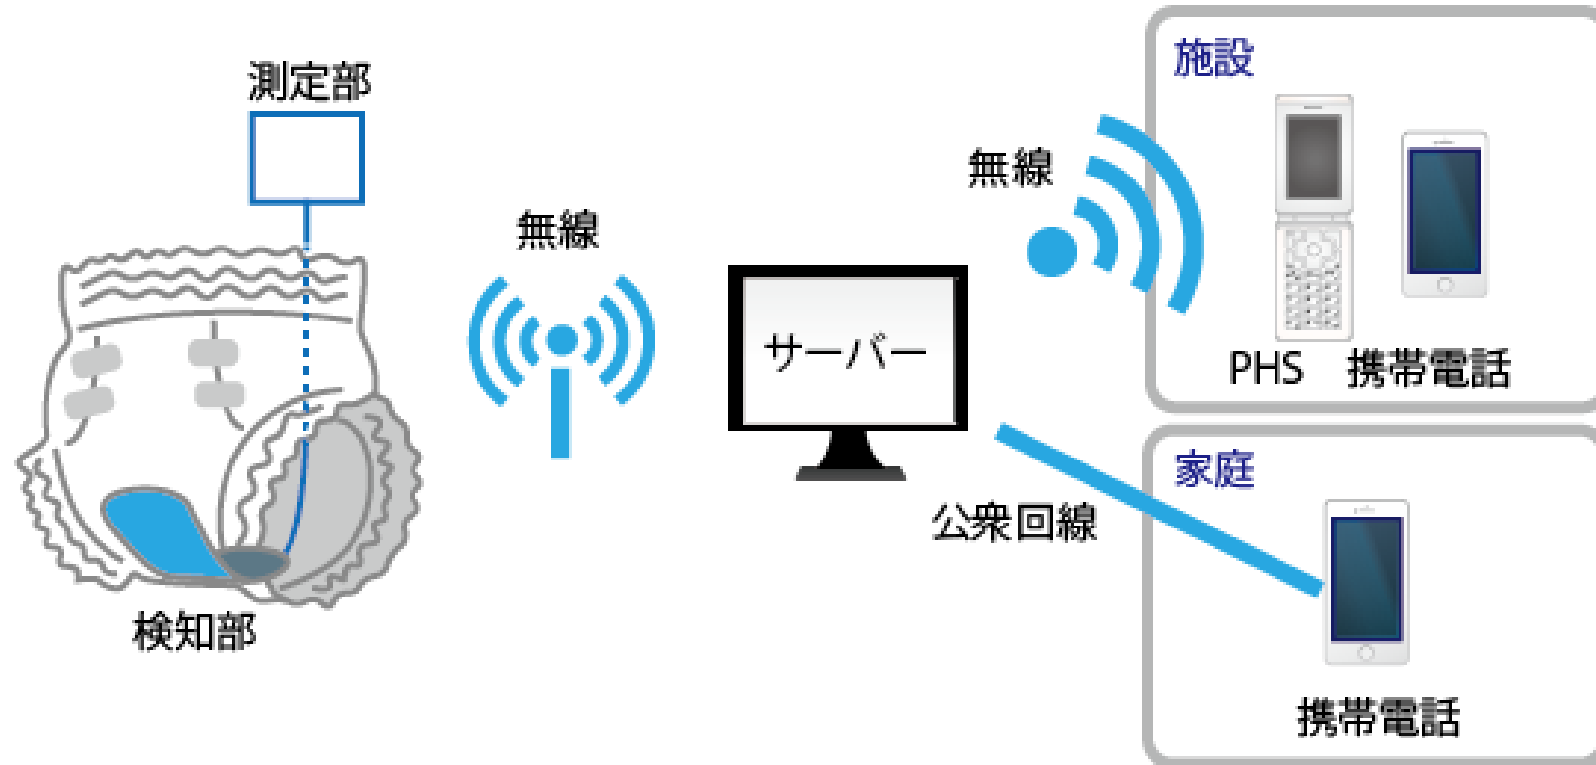 測定部
無線
検知部
サーバー
無線
公衆回線
施設
PHS 携帯電話
家庭
携帯電話